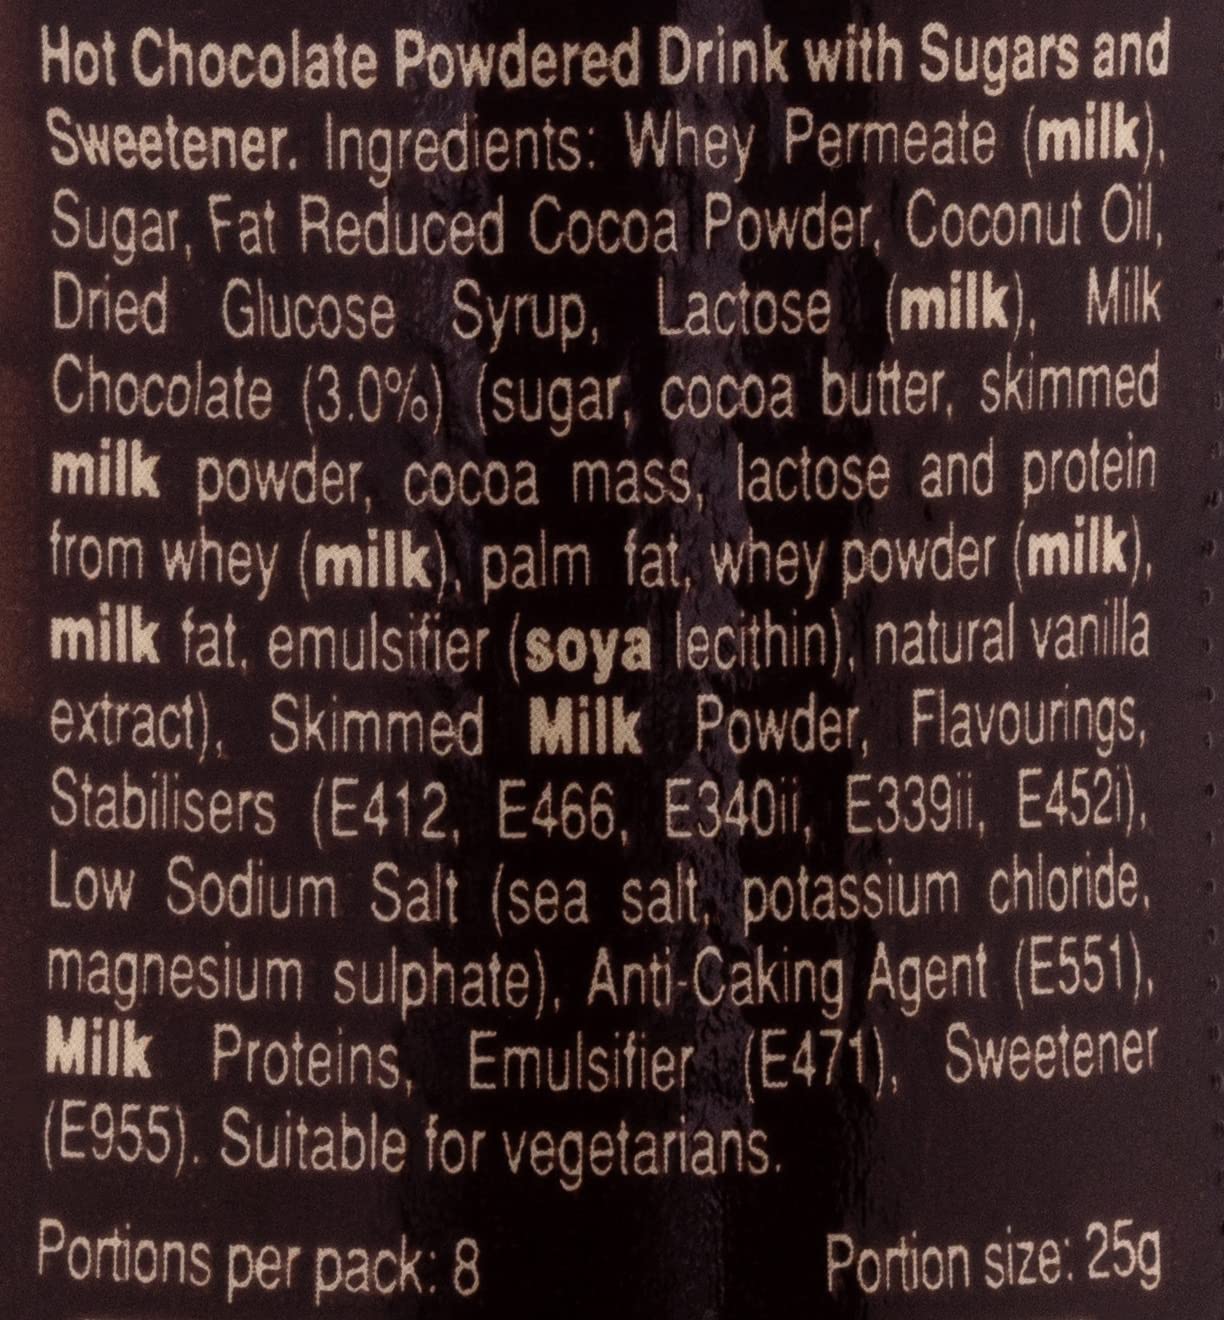 Hot Chocolate Powdered Drink with Sugars and
Sweetener. Ingredients: Whey Permeate (milk),
Sugar, Fat Reduced Cocoa Powder, Coconut Oil,
Dried Glucose Syrup, Lactose (milk), Milk
Chocolate (3.0%) (sugar, cocoa butter, skimmed
milk powder, cocoa mass, lactose and protein
from whey (milk), palm fat, whey powder (milk),
milk fat, emulsifier (soya lecithin), natural vanilla
extract), Skimmed Milk Powder, Flavourings,
Stabilisers (E412, E466, E340ii, E339ii, E452i),
Low Sodium Salt (sea salt, potassium chloride,
magnesium sulphate), Anti-Caking Agent (E551),
Milk Proteins, Emulsifier (E471), Sweetener
(E955). Suitable for vegetarians.
Portions per pack: 8 Portion size: 25g